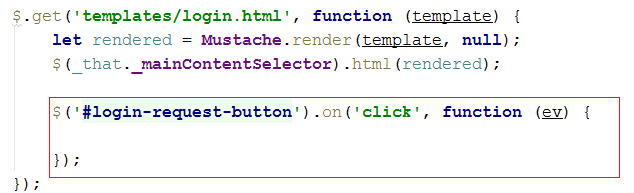 $.get('templates/login.html', function (template) {
let rendered = Mustache.render(template, null);
$(_that._mainContentSelector).html(rendered);
$('#login-request-button').on('click', function (ev) {
});
});